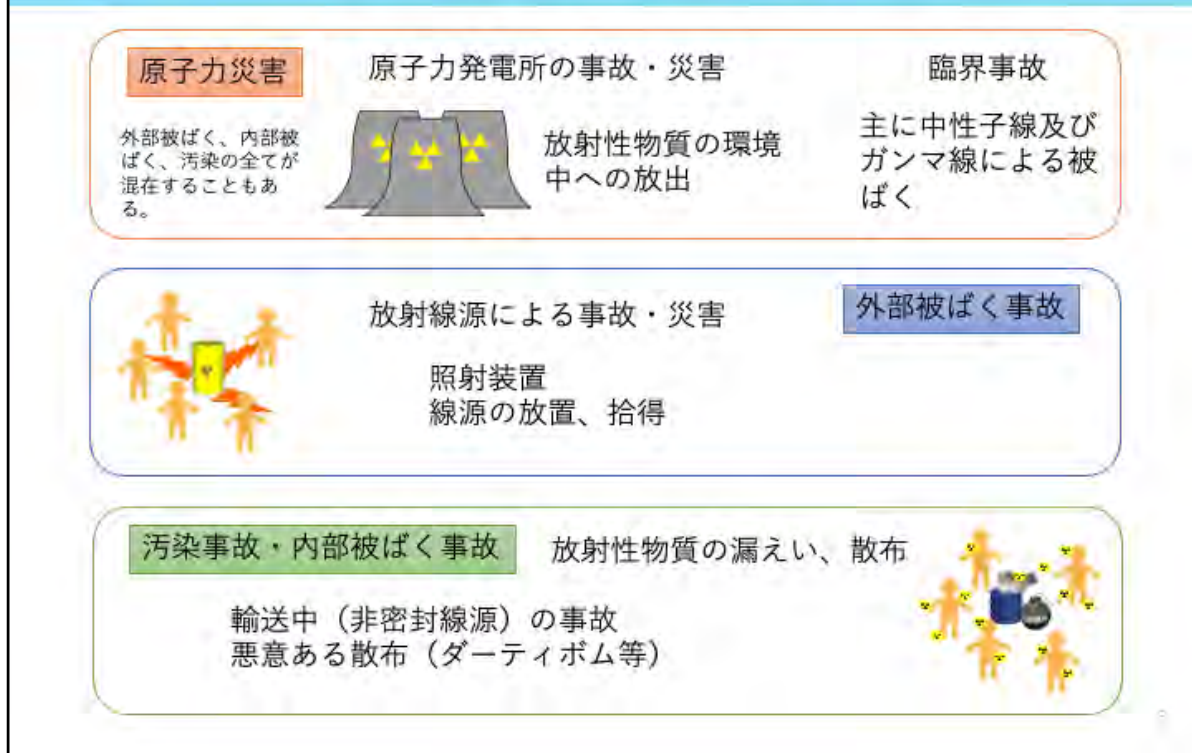 原子力災害
外部被ばく、内部被
ばく、汚染の全てが
混在することもあ
る。
原子力発電所の事故・災害
放射性物質の環境
中への放出
臨界事故
主に中性子線及び
ガンマ線による被
ばく
放射線源による事故・災害
外部被ばく事故
照射装置
線源の放置、拾得
汚染事故・内部被ばく事故
放射性物質の漏えい、散布
輸送中（非密封線源）の事故
悪意ある散布（ダーティボム等）